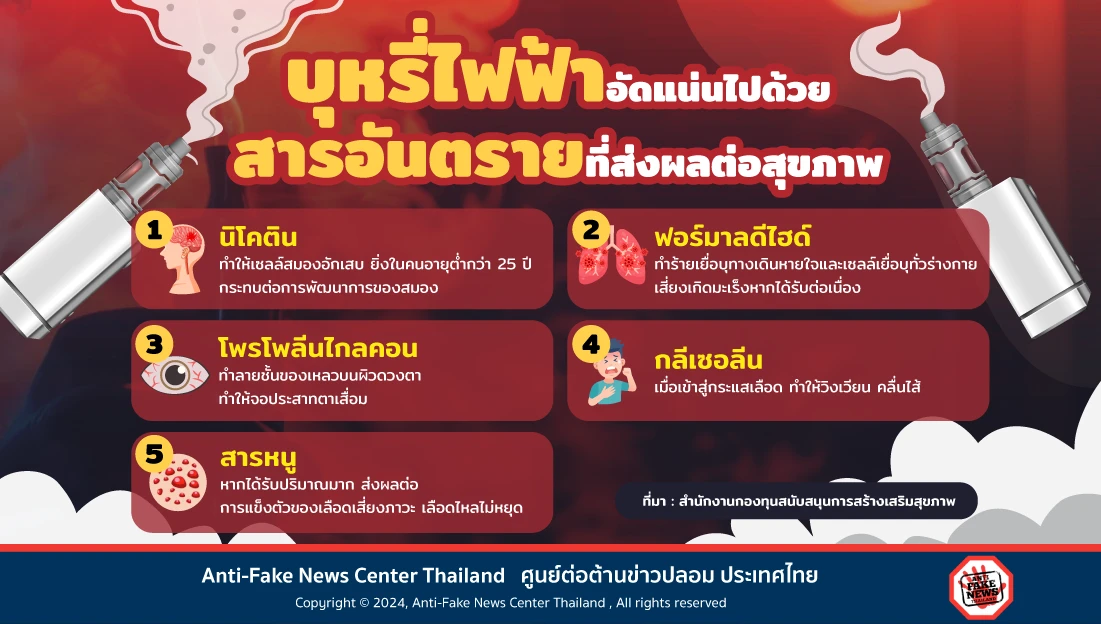 บุหรี่ไฟฟ้าอัดแน่นไปด้วย
สารอันตรายที่ส่งผลต่อสุขภาพ
1
นิโคติน
ทำให้เซลล์สมองอักเสบ ยิ่งในคนอายุต่ำกว่า 25 ปี
กระทบต่อการพัฒนาการของสมอง
2
ฟอร์มาลดีไฮด์
ทำร้ายเยื่อบุทางเดินหายใจและเซลล์เยื่อบุทั่วร่างกาย
เสี่ยงเกิดมะเร็งหากได้รับต่อเนื่อง
3
โพรโพลีนไกลคอน
ทำลายชั้นของเหลวบนผิวดวงตา
ทำให้จอประสาทตาเสื่อม
4
กลีเซอลีน
เมื่อเข้าสู่กระแสเลือด ทำให้วิงเวียน คลื่นไส้
5
สารหนู
หากได้รับปริมาณมาก ส่งผลต่อ
การแข็งตัวของเลือดเสี่ยงภาวะ เลือดไหลไม่หยุด
ที่มา : สำนักงานกองทุนสนับสนุนการสร้างเสริมสุขภาพ
Anti-Fake News Center Thailand ศูนย์ต่อต้านข่าวปลอม ประเทศไทย
Copyright © 2024, Anti-Fake News Center Thailand , All rights reserved
ANTI
FAKE
NEWS
THAILAND